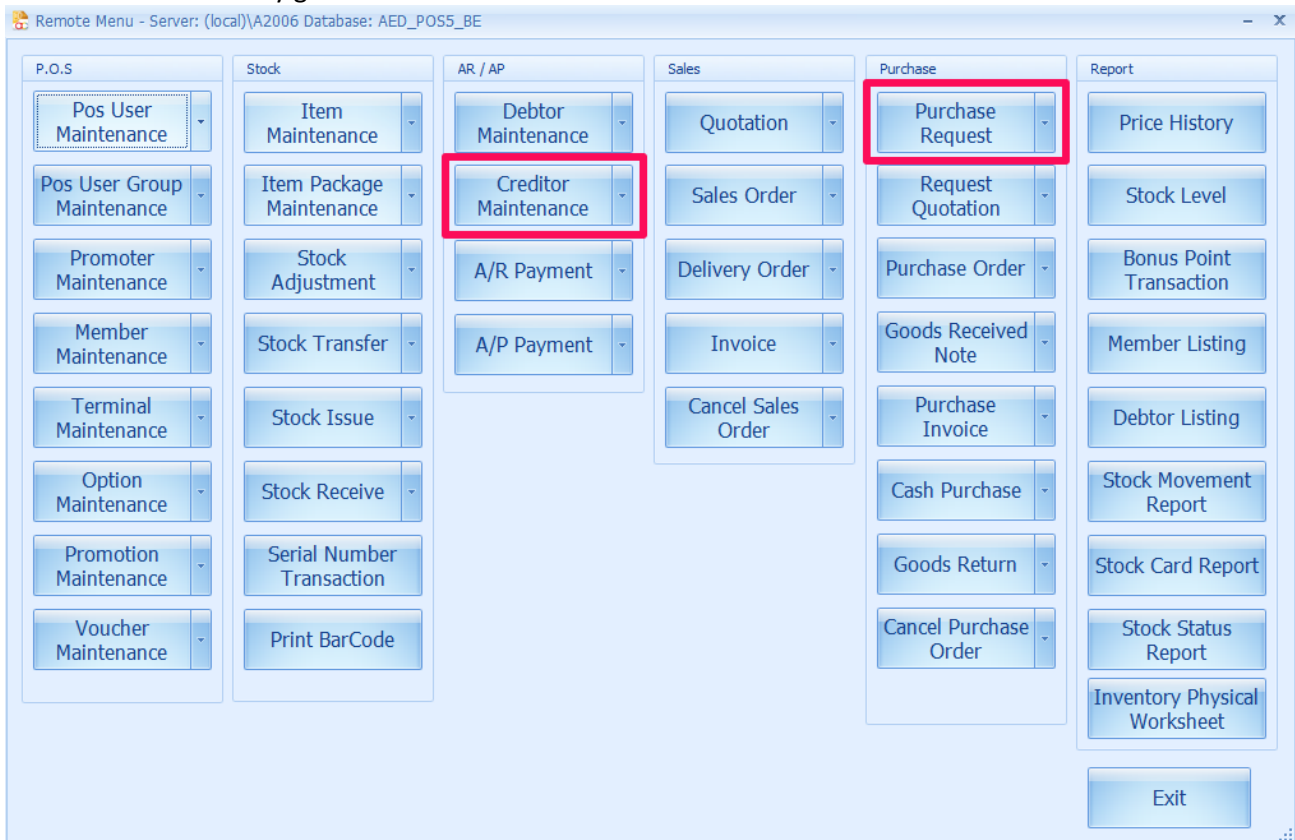 Remote Menu - Server: (local)\A2006 Database: AED_POS5_BE
P.O.S
Pos User
Maintenance
Pos User Group
Maintenance
Promoter
Maintenance
Member
Maintenance
Terminal
Maintenance
Option
Maintenance
Promotion
Maintenance
Voucher
Maintenance
Stock
Item
Maintenance
Item Package
Maintenance
Stock
Adjustment
Stock Transfer
Stock Issue
Stock Receive
Serial Number
Transaction
Print BarCode
AR / AP
Debtor
Maintenance
Creditor
Maintenance
A/R Payment
A/P Payment
Sales
Quotation
Sales Order
Delivery Order
Invoice
Cancel Sales
Order
Purchase
Purchase
Request
Request
Quotation
Purchase Order
Goods Received
Note
Purchase
Invoice
Cash Purchase
Goods Return
Cancel Purchase
Order
Report
Price History
Stock Level
Bonus Point
Transaction
Member Listing
Debtor Listing
Stock Movement
Report
Stock Card Report
Stock Status
Report
Inventory Physical
Worksheet
Exit